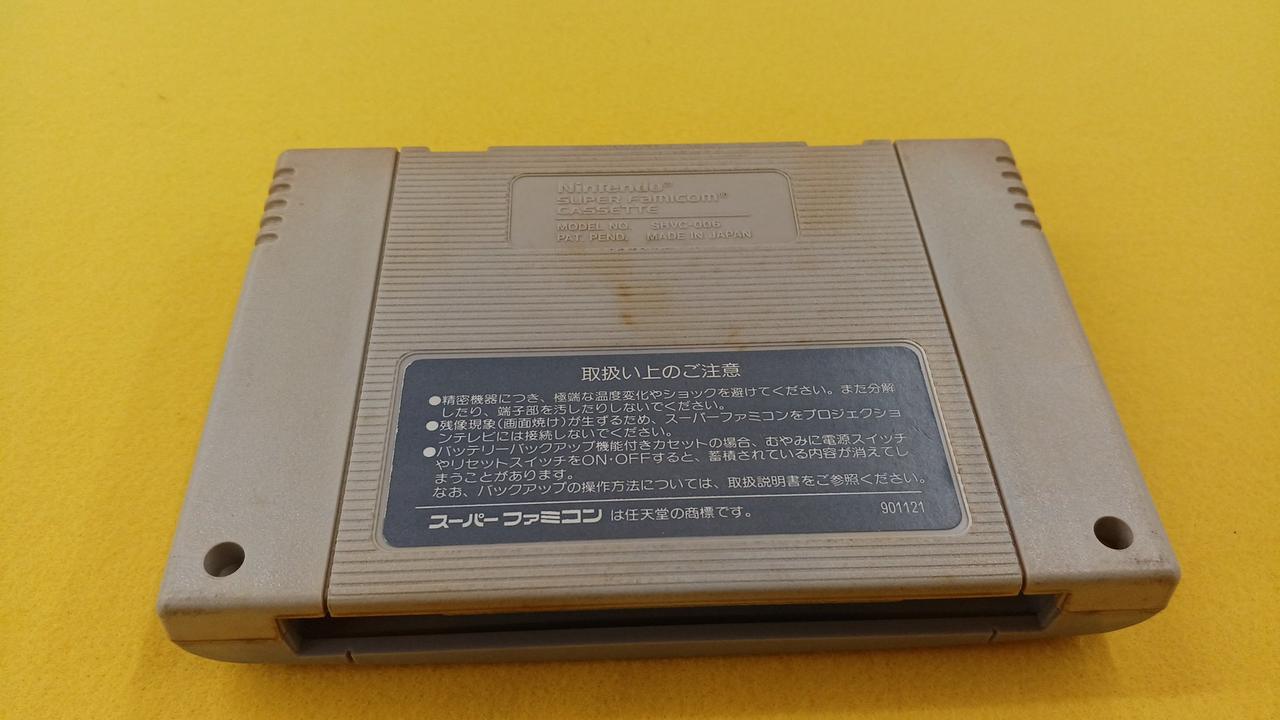 Nintendo®
SUPER Famicom®
CASSETTE
MODEL NO. SHVC-006
PAT. PEND. MADE IN JAPAN
取扱い上のご注意
●精密機器につき、極端な温度変化やショックを避けてください。また分解
したり、端子部を汚したりしないでください。
●残像現象(画面焼け)が生ずるため、スーパーファミコンをプロジェクショ
ンテレビには接続しないでください。
●バッテリーバックアップ機能付きカセットの場合、むやみに電源スイッチ
やリセットスイッチをON・OFFすると、蓄積されている内容が消えてし
まうことがあります。
なお、バックアップの操作方法については、取扱説明書をご参照ください。
スーパーファミコン は任天堂の商標です。 901121